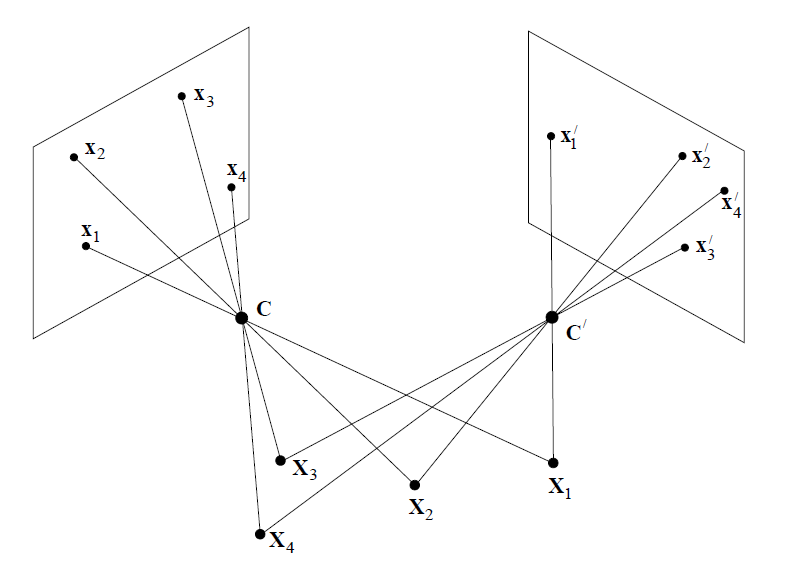 x₃
x₂
x₄
x₁
x₁′
x₂′
x₄′
x₃′
C
C′
X₃
X₂
X₁
X₄